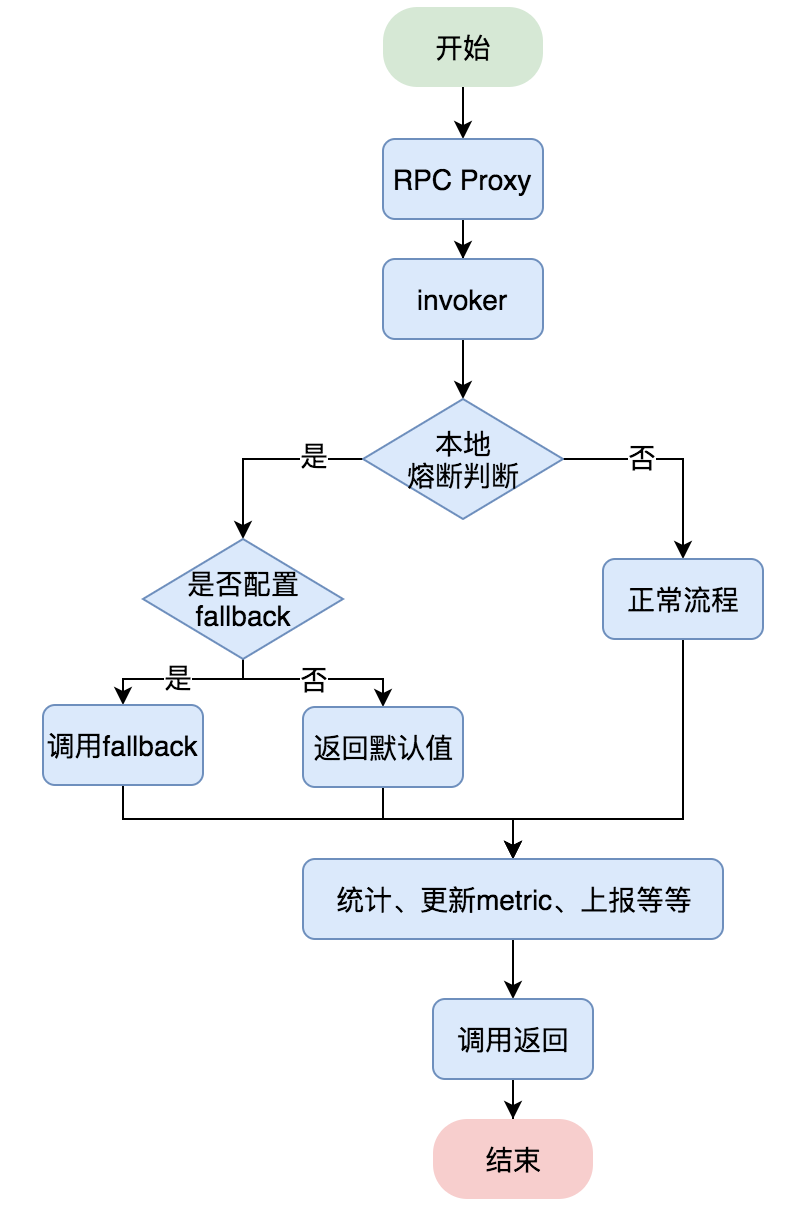 开始
RPC Proxy
invoker
本地
熔断判断
是
否
是否配置
fallback
正常流程
是
否
调用fallback
返回默认值
统计、更新metric、上报等等
调用返回
结束